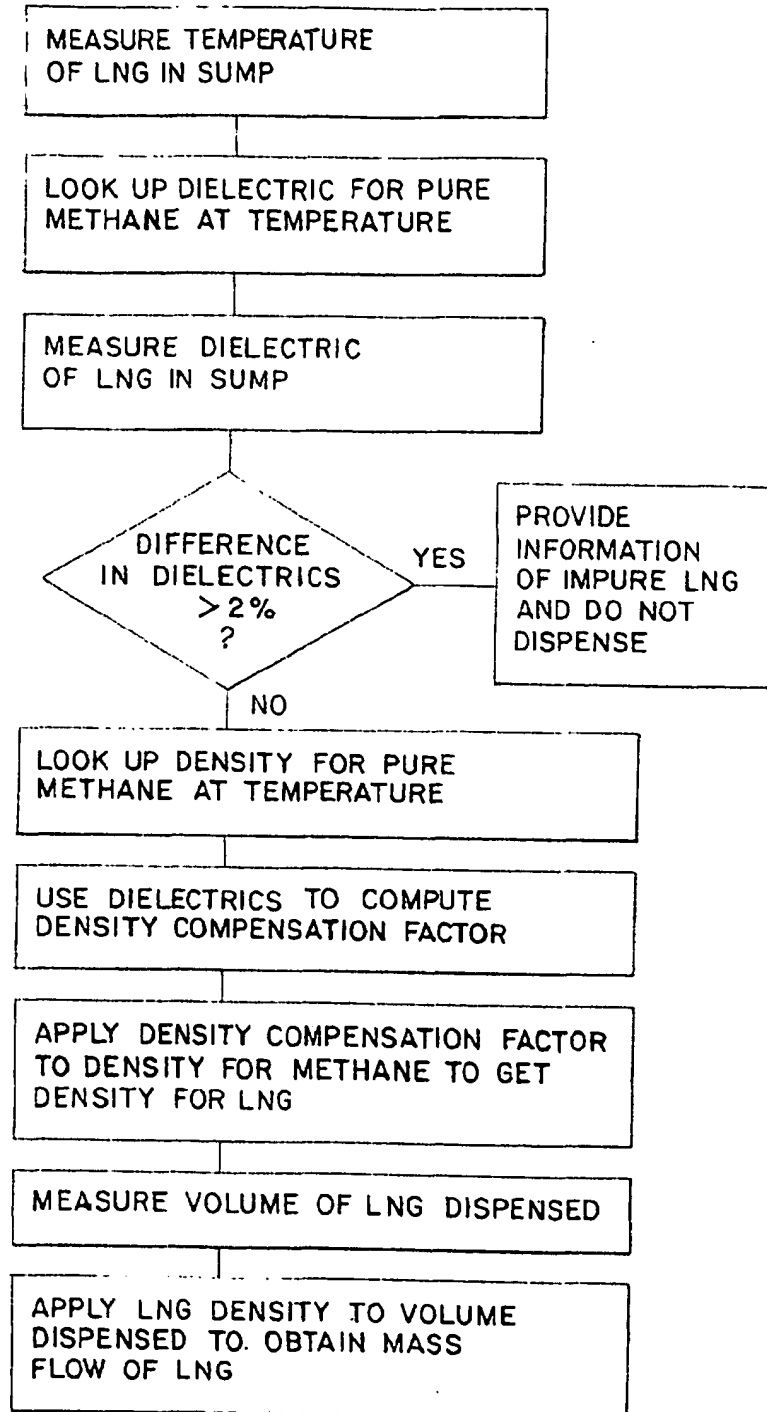 MEASURE TEMPERATURE
OF LNG IN SUMP
LOOK UP DIELECTRIC FOR PURE
METHANE AT TEMPERATURE
MEASURE DIELECTRIC
OF LNG IN SUMP
DIFFERENCE
IN DIELECTRICS
>2%
?
YES
PROVIDE
INFORMATION
OF IMPURE LNG
AND DO NOT
DISPENSE
NO
LOOK UP DENSITY FOR PURE
METHANE AT TEMPERATURE
USE DIELECTRICS TO COMPUTE
DENSITY COMPENSATION FACTOR
APPLY DENSITY COMPENSATION FACTOR
TO DENSITY FOR METHANE TO GET
DENSITY FOR LNG
MEASURE VOLUME OF LNG DISPENSED
APPLY LNG DENSITY TO VOLUME
DISPENSED TO. OBTAIN MASS
FLOW OF LNG